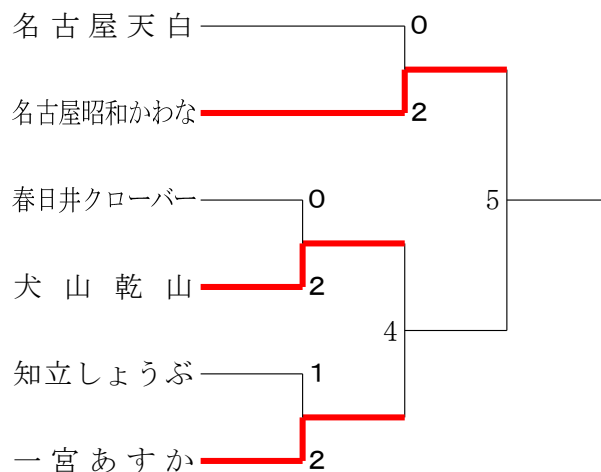 名古屋天白
0
名古屋昭和かわな
2
春日井クローバー
0
5
犬山乾山
2
4
知立しょうぶ
1
一宮あすか
2